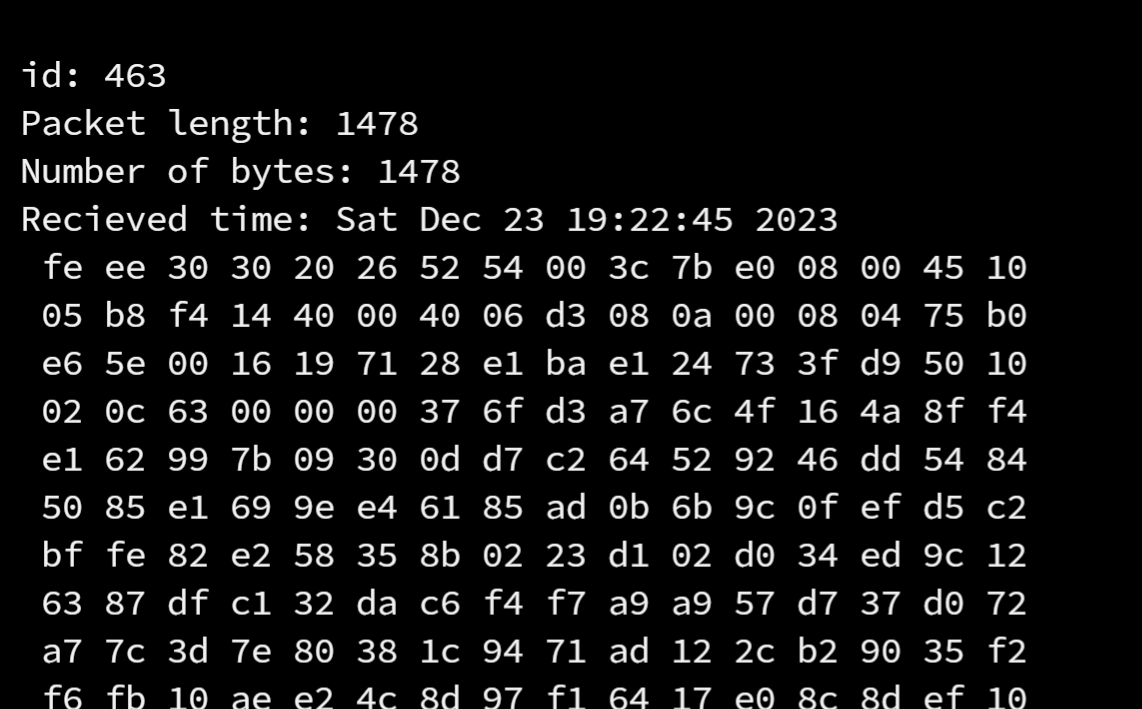 id: 463
Packet length: 1478
Number of bytes: 1478
Recieved time: Sat Dec 23 19:22:45 2023
fe ee 30 30 20 26 52 54 00 3c 7b e0 08 00 45 10
05 b8 f4 14 40 00 40 06 d3 08 0a 00 08 04 75 b0
e6 5e 00 16 19 71 28 e1 ba e1 24 73 3f d9 50 10
02 0c 63 00 00 00 37 6f d3 a7 6c 4f 16 4a 8f f4
e1 62 99 7b 09 30 0d d7 c2 64 52 92 46 dd 54 84
50 85 e1 69 9e e4 61 85 ad 0b 6b 9c 0f ef d5 c2
bf fe 82 e2 58 35 8b 02 23 d1 02 d0 34 ed 9c 12
63 87 df c1 32 da c6 f4 f7 a9 a9 57 d7 37 d0 72
a7 7c 3d 7e 80 38 1c 94 71 ad 12 2c b2 90 35 f2
f6 fb 10 ae e2 4c 8d 97 f1 64 17 e0 8c 8d ef 10